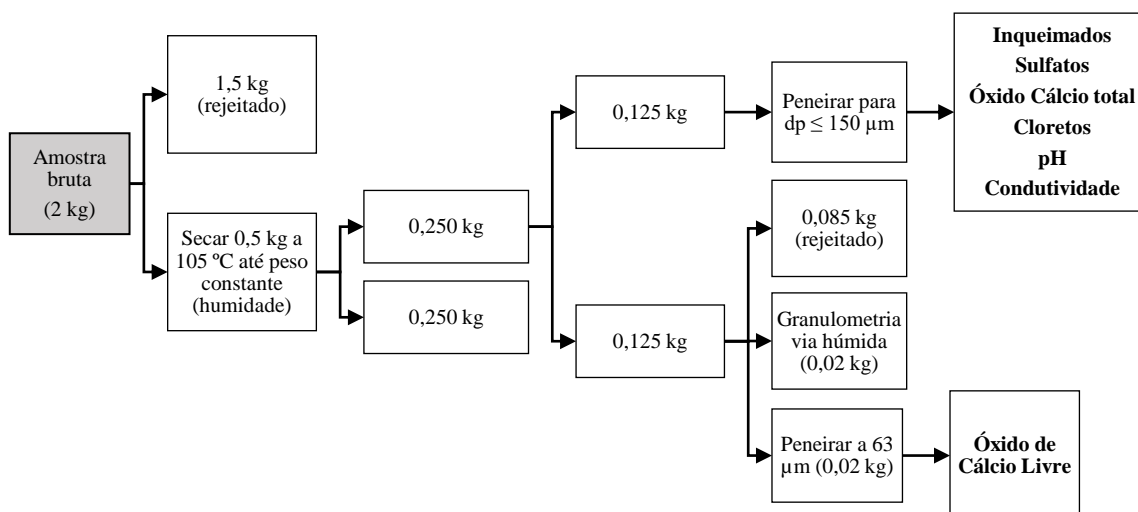 Amostra
bruta
(2 kg)
1,5 kg
(rejeitado)
Secar 0,5 kg a
105 ºC até peso
constante
(humidade)
0,250 kg
0,250 kg
0,125 kg
0,125 kg
Peneirar para
dp ≤ 150 µm
0,085 kg
(rejeitado)
Granulometria
via húmida
(0,02 kg)
Peneirar a 63
µm (0,02 kg)
Inqueimados
Sulfatos
Óxido Cálcio total
Cloretos
pH
Condutividade
Óxido de
Cálcio Livre